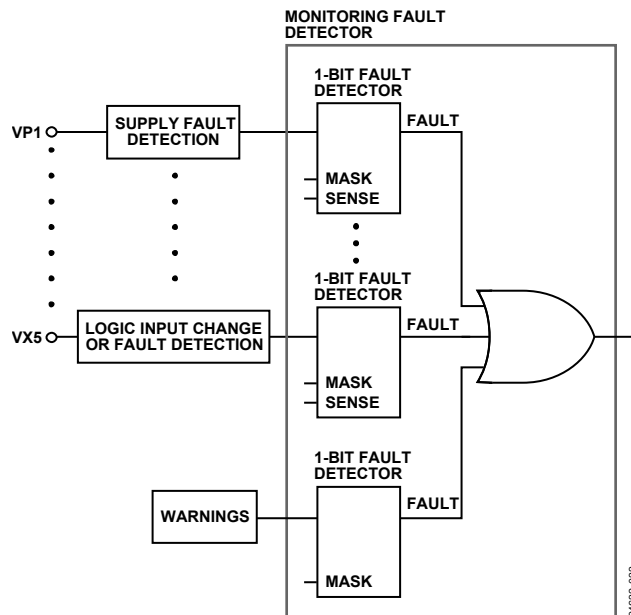 MONITORING FAULT
DETECTOR
1-BIT FAULT
DETECTOR
VP1
SUPPLY FAULT
DETECTION
FAULT
MASK
SENSE
1-BIT FAULT
DETECTOR
VX5
LOGIC INPUT CHANGE
OR FAULT DETECTION
FAULT
MASK
SENSE
1-BIT FAULT
DETECTOR
WARNINGS
FAULT
MASK